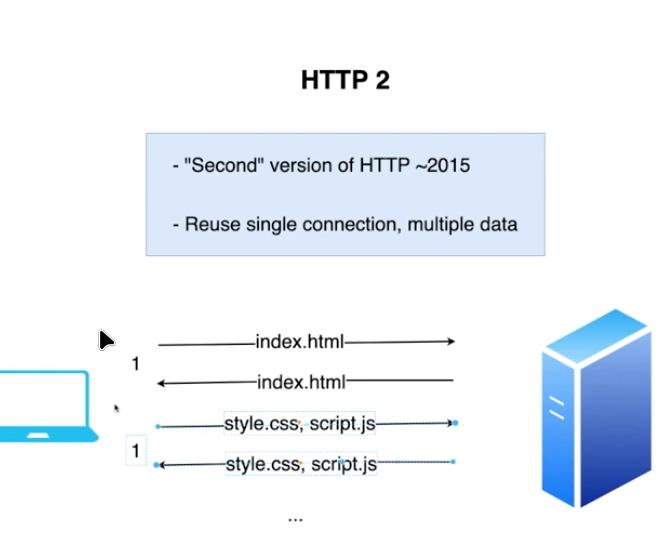 HTTP 2
- "Second" version of HTTP ~2015
- Reuse single connection, multiple data
index.html
1
index.html
style.css, script.js
1
style.css, script.js
...